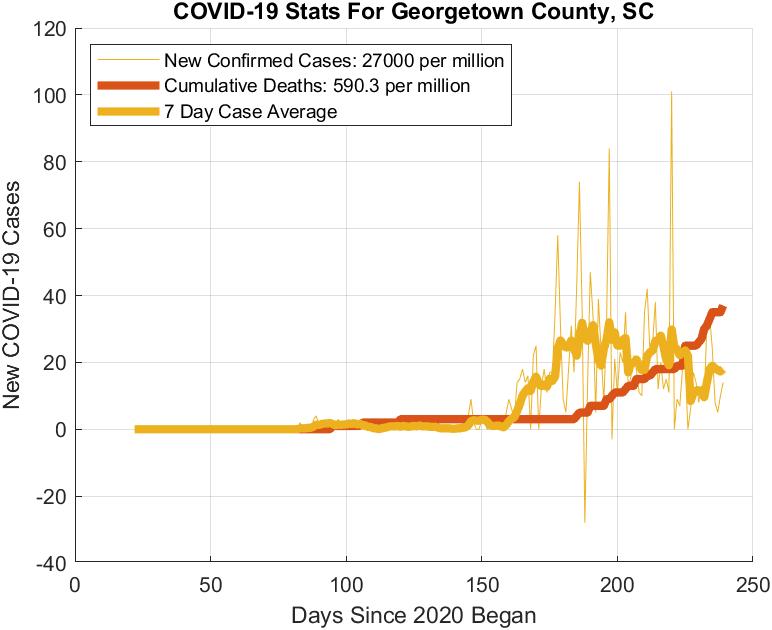 COVID-19 Stats For Georgetown County, SC
120
100
80
60
40
20
0
-20
-40
New COVID-19 Cases
New Confirmed Cases: 27000 per million
Cumulative Deaths: 590.3 per million
7 Day Case Average
0 50 100 150 200 250
Days Since 2020 Began